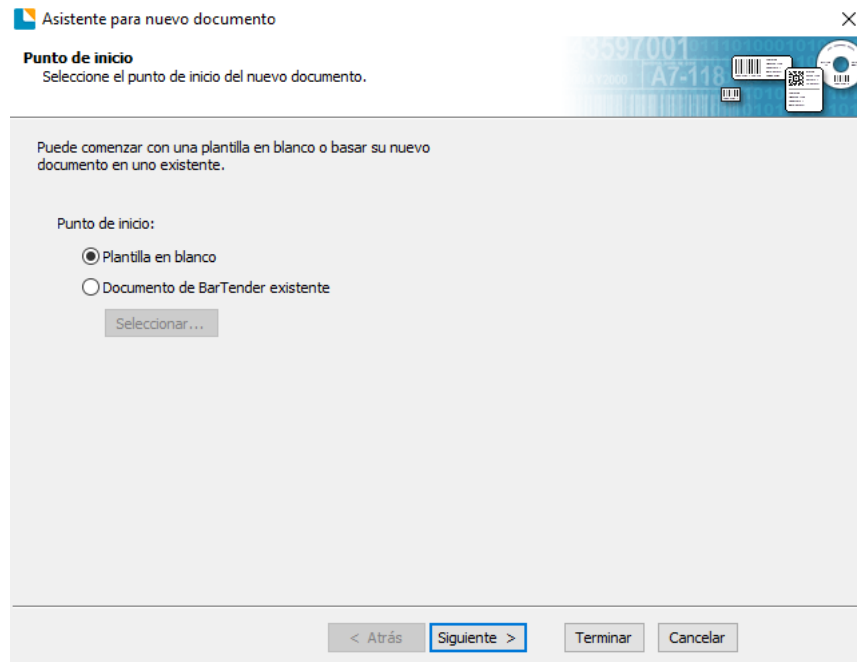 Asistente para nuevo documento
Punto de inicio
Seleccione el punto de inicio del nuevo documento.
A7-118
Puede comenzar con una plantilla en blanco o basar su nuevo
documento en uno existente.
Punto de inicio:
Plantilla en blanco
Documento de BarTender existente
Seleccionar...
< Atrás
Siguiente >
Terminar
Cancelar